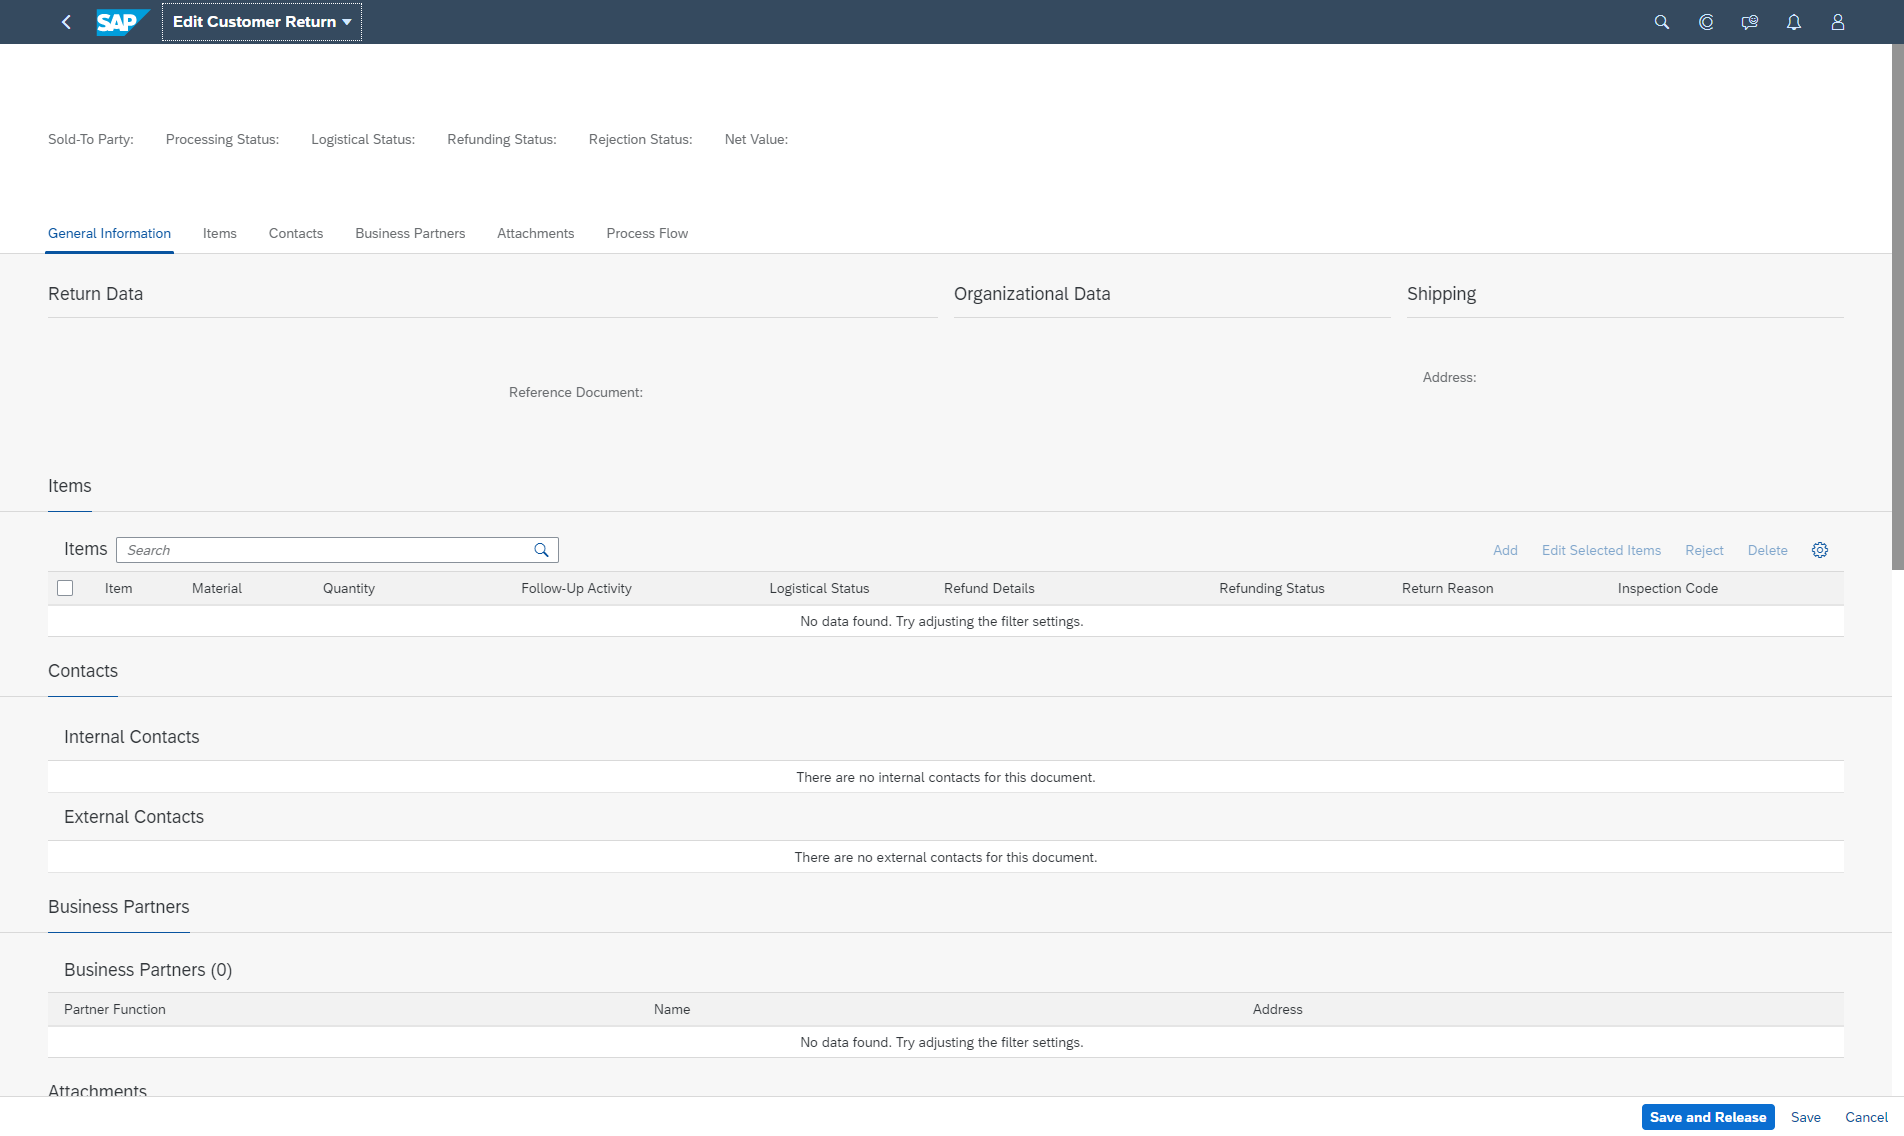 SAP Edit Customer Return
Sold-To Party: Processing Status: Logistical Status: Refunding Status: Rejection Status: Net Value:
General Information Items Contacts Business Partners Attachments Process Flow
Return Data Organizational Data Shipping
Address:
Reference Document:
Items
Items Search Add Edit Selected Items Reject Delete
Item Material Quantity Follow-Up Activity Logistical Status Refund Details Refunding Status Return Reason Inspection Code
No data found. Try adjusting the filter settings.
Contacts
Internal Contacts
There are no internal contacts for this document.
External Contacts
There are no external contacts for this document.
Business Partners
Business Partners (0)
Partner Function Name Address
No data found. Try adjusting the filter settings.
Attachments
Save and Release Save Cancel